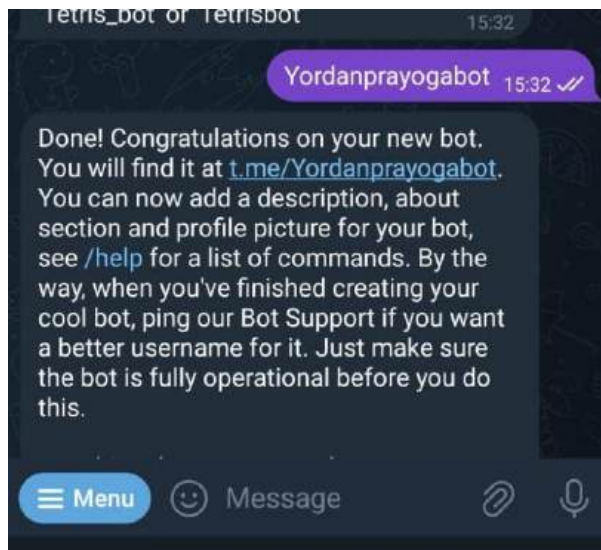 Tetris_bot or Tetrisbot
15:32
Yordanprayogabot 15:32
Done! Congratulations on your new bot.
You will find it at t.me/Yordanprayogabot.
You can now add a description, about
section and profile picture for your bot,
see /help for a list of commands. By the
way, when you've finished creating your
cool bot, ping our Bot Support if you want
a better username for it. Just make sure
the bot is fully operational before you do
this.
Menu
Message